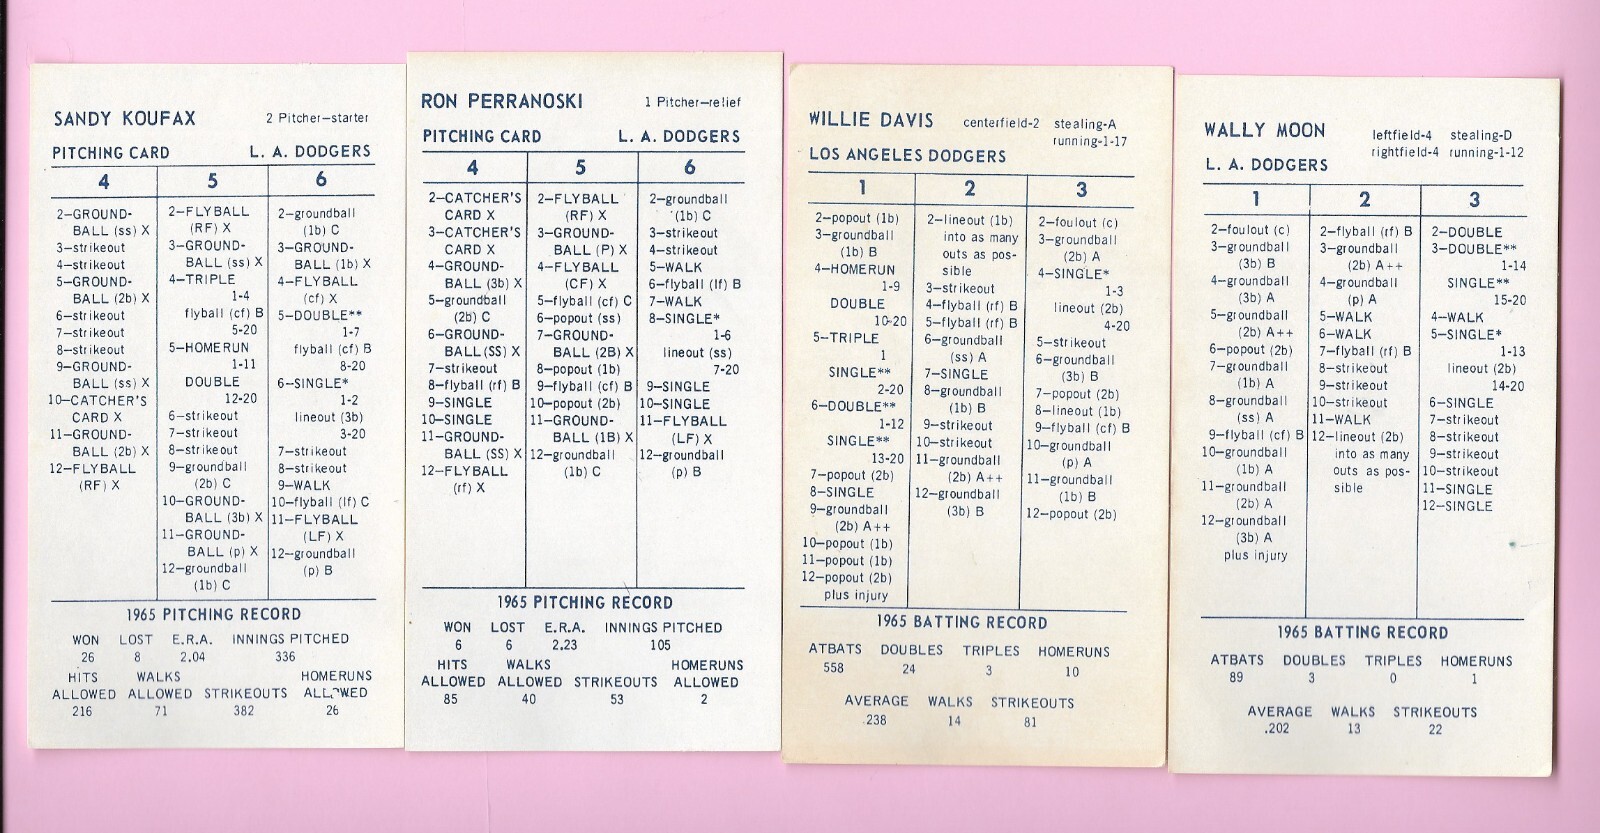 SANDY KOUFAX 2 Pitcher—starter
PITCHING CARD L. A. DODGERS
4 5 6
2—GROUND-
BALL (ss) X
3—strikeout
4—strikeout
5—GROUND-
BALL (2b) X
6—strikeout
7—strikeout
8—strikeout
9—GROUND-
BALL (ss) X
10—CATCHER'S
CARD X
11—GROUND-
BALL (2b) X
12—FLYBALL
(RF) X
2—FLYBALL
(RF) X
3—GROUND-
BALL (ss) X
4—TRIPLE
1-4
flyball (cf) B
5-20
5—HOMERUN
1-11
DOUBLE
12-20
6—strikeout
7—strikeout
8—strikeout
9—groundball
(2b) C
10—GROUND-
BALL (3b) X
11—GROUND-
BALL (p) X
12—groundball
(1b) C
2—groundball
(1b) C
3—GROUND-
BALL (1b) X
4—FLYBALL
(cf) X
5—DOUBLE**
1-7
flyball (cf) B
8-20
6—SINGLE*
1-2
lineout (3b)
3-20
7—strikeout
8—strikeout
9—WALK
10—flyball (lf) C
11—FLYBALL
(LF) X
12—groundball
(p) B
1965 PITCHING RECORD
WON LOST E.R.A. INNINGS PITCHED
26 8 2.04 336
HITS WALKS HOMERUNS
ALLOWED ALLOWED STRIKEOUTS ALLOWED
216 71 382 26
RON PERRANOSKI 1 Pitcher—relief
PITCHING CARD L. A. DODGERS
4 5 6
2—CATCHER'S
CARD X
3—CATCHER'S
CARD X
4—GROUND-
BALL (3b) X
5—groundball
(2b) C
6—GROUND-
BALL (SS) X
7—strikeout
8—flyball (rf) B
9—SINGLE
10—SINGLE
11—GROUND-
BALL (SS) X
12—FLYBALL
(rf) X
2—FLYBALL
(RF) X
3—GROUND-
BALL (P) X
4—FLYBALL
(CF) X
5—flyball (cf) C
6—popout (ss)
7—GROUND-
BALL (2B) X
8—popout (1b)
9—flyball (cf) B
10—popout (2b)
11—GROUND-
BALL (1B) X
12—groundball
(1b) C
2—groundball
(1b) C
3—strikeout
4—strikeout
5—WALK
6—flyball (lf) B
7—WALK
8—SINGLE*
1-6
lineout (ss)
7-20
9—SINGLE
10—SINGLE
11—FLYBALL
(LF) X
12—groundball
(p) B
1965 PITCHING RECORD
WON LOST E.R.A. INNINGS PITCHED
6 6 2.23 105
HITS WALKS HOMERUNS
ALLOWED ALLOWED STRIKEOUTS ALLOWED
85 40 53 2
WILLIE DAVIS centerfield-2 stealing-A
running-1-17
LOS ANGELES DODGERS
1 2 3
2—popout (1b)
3—groundball
(1b) B
4—HOMERUN
1-9
DOUBLE
10-20
5—TRIPLE
1
SINGLE**
2-20
6—DOUBLE**
1-12
SINGLE**
13-20
7—popout (2b)
8—SINGLE
9—groundball
(2b) A++
10—popout (1b)
11—popout (1b)
12—popout (2b)
plus injury
2—lineout (1b)
into as many
outs as pos-
sible
3—strikeout
4—flyball (rf) B
5—flyball (rf) B
6—groundball
(ss) A
7—SINGLE
8—groundball
(1b) B
9—strikeout
10—strikeout
11—groundball
(2b) A++
12—groundball
(3b) B
2—foulout (c)
3—groundball
(2b) A
4—SINGLE*
1-3
lineout (2b)
4-20
5—strikeout
6—groundball
(3b) B
7—popout (2b)
8—lineout (1b)
9—flyball (cf) B
10—groundball
(p) A
11—groundball
(1b) B
12—popout (2b)
1965 BATTING RECORD
ATBATS DOUBLES TRIPLES HOMERUNS
558 24 3 10
AVERAGE WALKS STRIKEOUTS
.238 14 81
WALLY MOON leftfield-4 stealing-D
rightfield-4 running-1-12
L. A. DODGERS
1 2 3
2—foulout (c)
3—groundball
(3b) B
4—groundball
(3b) A
5—groundball
(2b) A++
6—popout (2b)
7—groundball
(1b) A
8—groundball
(ss) A
9—flyball (cf) B
10—groundball
(1b) A
11—groundball
(2b) A
12—groundball
(3b) A
plus injury
2—flyball (rf) B
3—groundball
(2b) A++
4—groundball
(p) A
5—WALK
6—WALK
7—flyball (rf) B
8—strikeout
9—strikeout
10—strikeout
11—WALK
12—lineout (2b)
into as many
outs as pos-
sible
2—DOUBLE
3—DOUBLE**
1-14
SINGLE**
15-20
4—WALK
5—SINGLE*
1-13
lineout (2b)
14-20
6—SINGLE
7—strikeout
8—strikeout
9—strikeout
10—strikeout
11—SINGLE
12—SINGLE
1965 BATTING RECORD
ATBATS DOUBLES TRIPLES HOMERUNS
89 3 0 1
AVERAGE WALKS STRIKEOUTS
.202 13 22